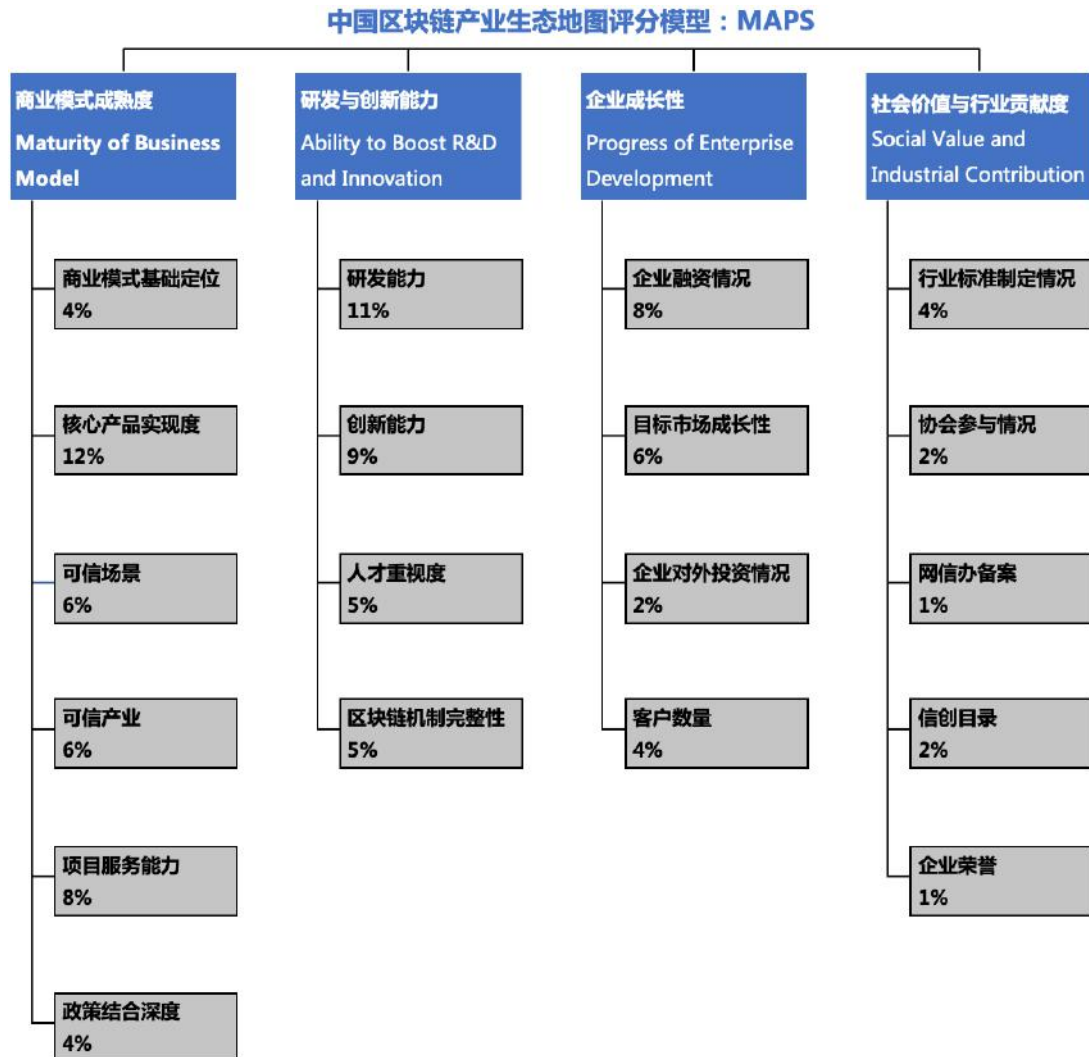 中国区块链产业生态地图评分模型：MAPS
商业模式成熟度
Maturity of Business
Model
商业模式基础定位
4%
核心产品实现度
12%
可信场景
6%
可信产业
6%
项目服务能力
8%
政策结合深度
4%
研发与创新能力
Ability to Boost R&D
and Innovation
研发能力
11%
创新能力
9%
人才重视度
5%
区块链机制完整性
5%
企业成长性
Progress of Enterprise
Development
企业融资情况
8%
目标市场成长性
6%
企业对外投资情况
2%
客户数量
4%
社会价值与行业贡献度
Social Value and
Industrial Contribution
行业标准制定情况
4%
协会参与情况
2%
网信办备案
1%
信创目录
2%
企业荣誉
1%